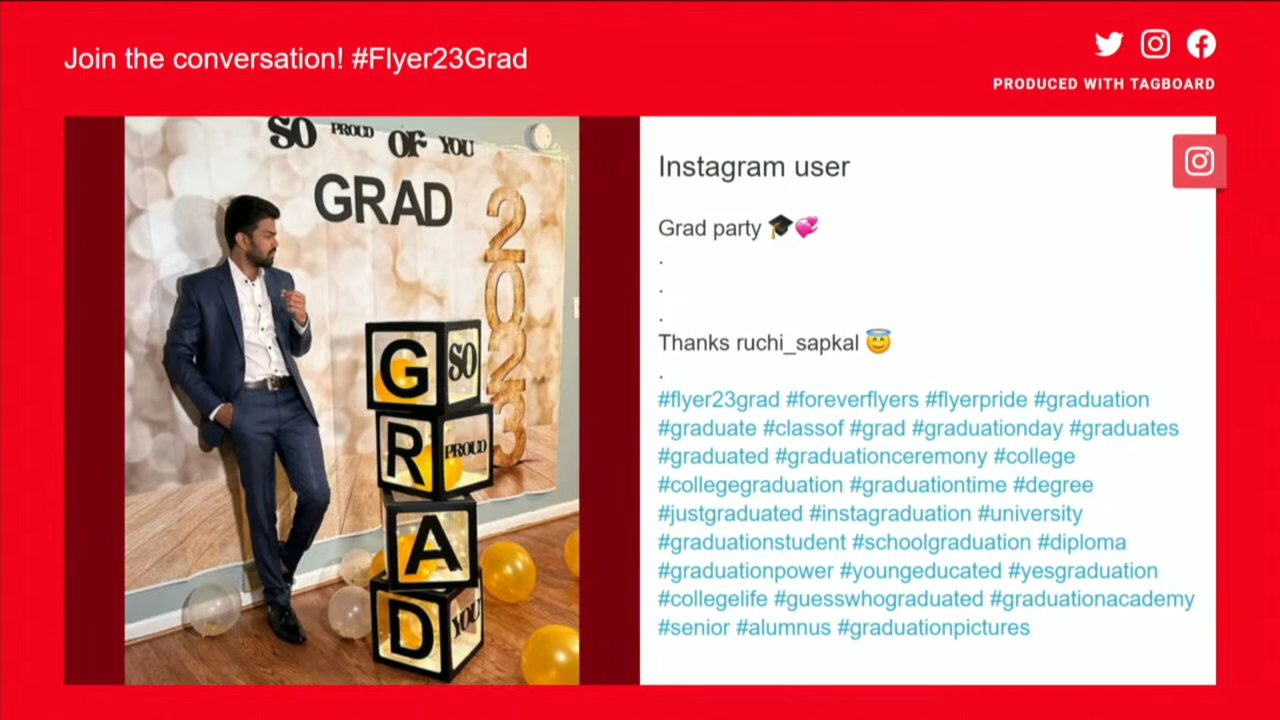 Join the conversation! #Flyer23Grad
PRODUCED WITH TAGBOARD
SO PROUD OF YOU
GRAD
2023
G SO
R PROUD
A
D YOU
Instagram user
Grad party 🎓💞
.
.
.
Thanks ruchi_sapkal 😇
.
#flyer23grad #foreverflyers #flyerpride #graduation
#graduate #classof #grad #graduationday #graduates
#graduated #graduationceremony #college
#collegegraduation #graduationtime #degree
#justgraduated #instagraduation #university
#graduationstudent #schoolgraduation #diploma
#graduationpower #youngeducated #yesgraduation
#collegelife #guesswhograduated #graduationacademy
#senior #alumnus #graduationpictures